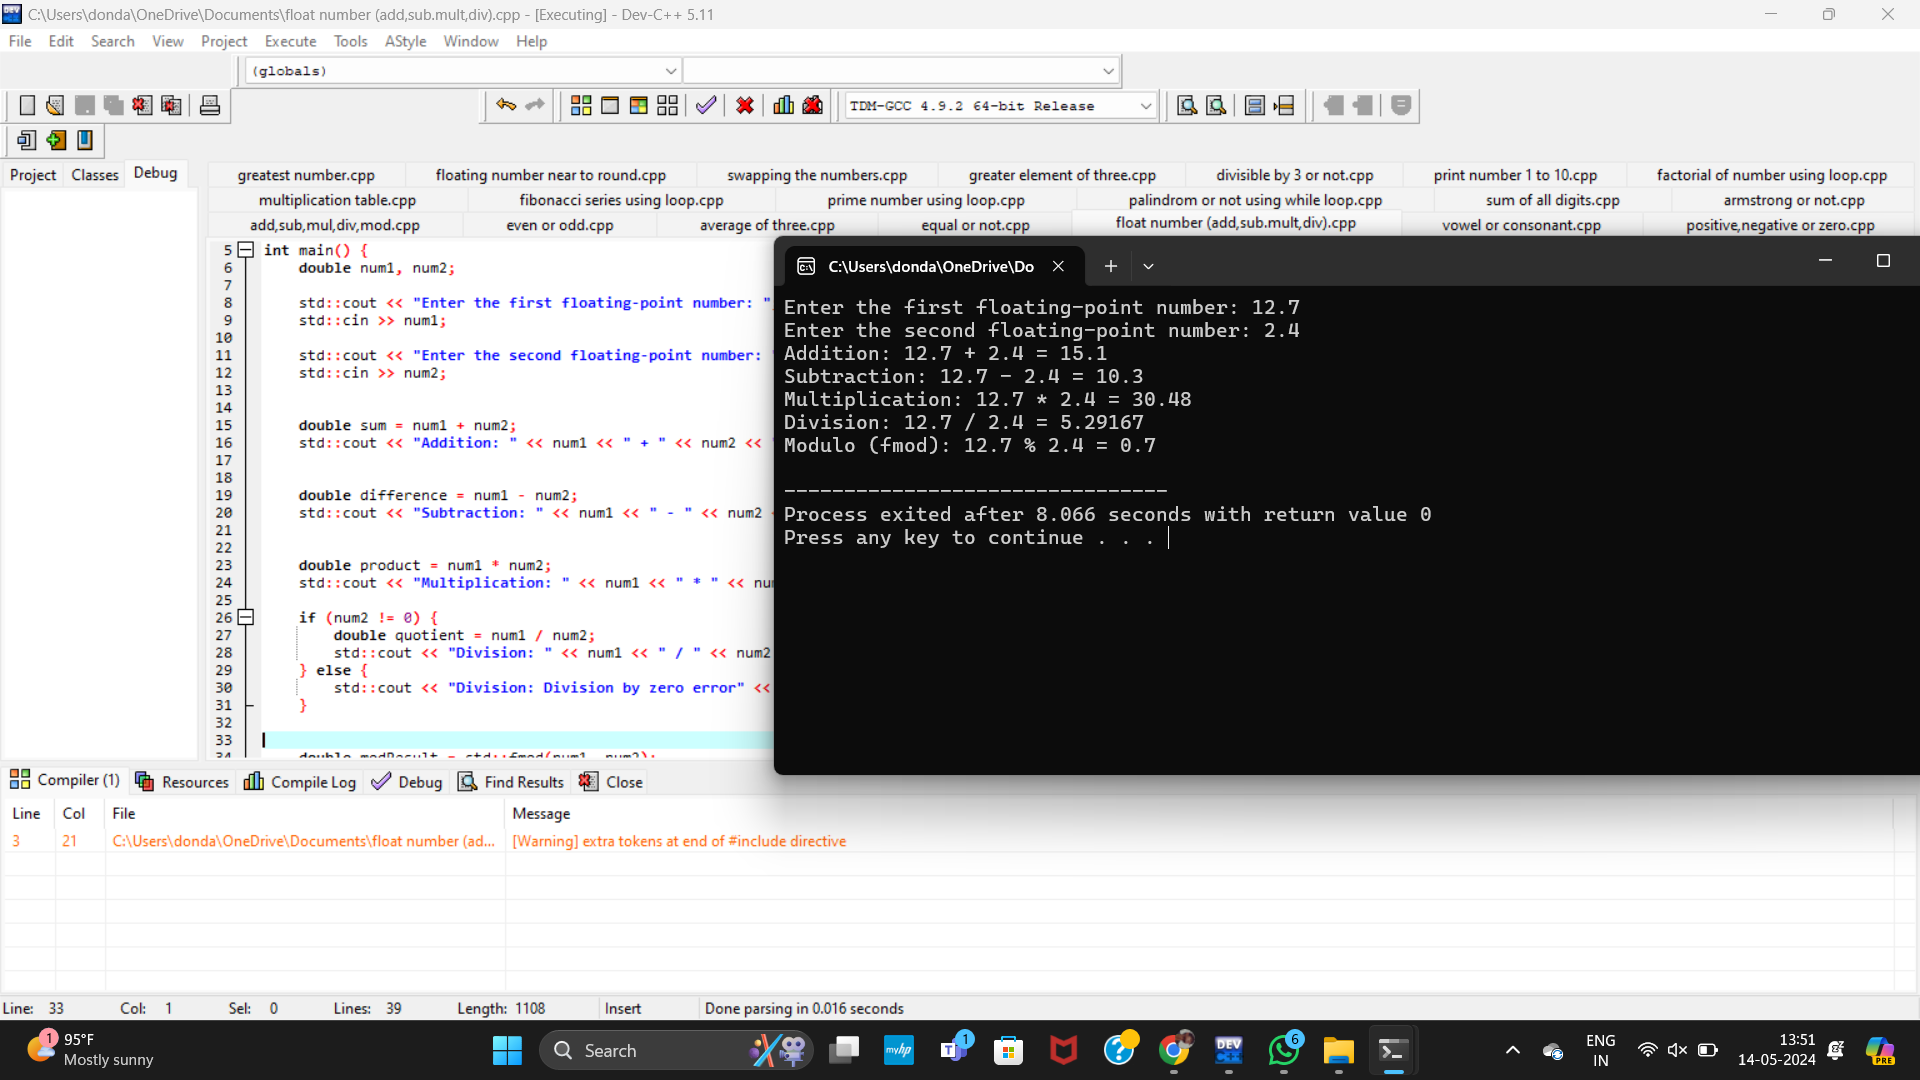 C:\Users\donda\OneDrive\Documents\float number (add,sub.mult,div).cpp - [Executing] - Dev-C++ 5.11
File Edit Search View Project Execute Tools AStyle Window Help
(globals)
TDM-GCC 4.9.2 64-bit Release
Project Classes Debug
greatest number.cpp floating number near to round.cpp swapping the numbers.cpp greater element of three.cpp divisible by 3 or not.cpp print number 1 to 10.cpp factorial of number using loop.cpp
multiplication table.cpp fibonacci series using loop.cpp prime number using loop.cpp palindrom or not using while loop.cpp sum of all digits.cpp armstrong or not.cpp
add,sub,mul,div,mod.cpp even or odd.cpp average of three.cpp equal or not.cpp float number (add,sub.mult,div).cpp vowel or consonant.cpp positive,negative or zero.cpp
5 int main() {
6 double num1, num2;
7
8 std::cout << "Enter the first floating-point number: "
9 std::cin >> num1;
10
11 std::cout << "Enter the second floating-point number:
12 std::cin >> num2;
13
14
15 double sum = num1 + num2;
16 std::cout << "Addition: " << num1 << " + " << num2 <<
17
18
19 double difference = num1 - num2;
20 std::cout << "Subtraction: " << num1 << " - " << num2
21
22
23 double product = num1 * num2;
24 std::cout << "Multiplication: " << num1 << " * " << nu
25
26 if (num2 != 0) {
27 double quotient = num1 / num2;
28 std::cout << "Division: " << num1 << " / " << num2
29 } else {
30 std::cout << "Division: Division by zero error" <<
31 }
32
33
34 double modResult = std::fmod(num1, num2);
C:\Users\donda\OneDrive\Do
Enter the first floating-point number: 12.7
Enter the second floating-point number: 2.4
Addition: 12.7 + 2.4 = 15.1
Subtraction: 12.7 - 2.4 = 10.3
Multiplication: 12.7 * 2.4 = 30.48
Division: 12.7 / 2.4 = 5.29167
Modulo (fmod): 12.7 % 2.4 = 0.7
--------------------------------
Process exited after 8.066 seconds with return value 0
Press any key to continue . . .
Compiler (1) Resources Compile Log Debug Find Results Close
Line Col File Message
3 21 C:\Users\donda\OneDrive\Documents\float number (ad... [Warning] extra tokens at end of #include directive
Line: 33 Col: 1 Sel: 0 Lines: 39 Length: 1108 Insert Done parsing in 0.016 seconds
1 95°F
Mostly sunny
Search
myhp
1
DEV
C++
6
ENG
IN
13:51
14-05-2024
PRE